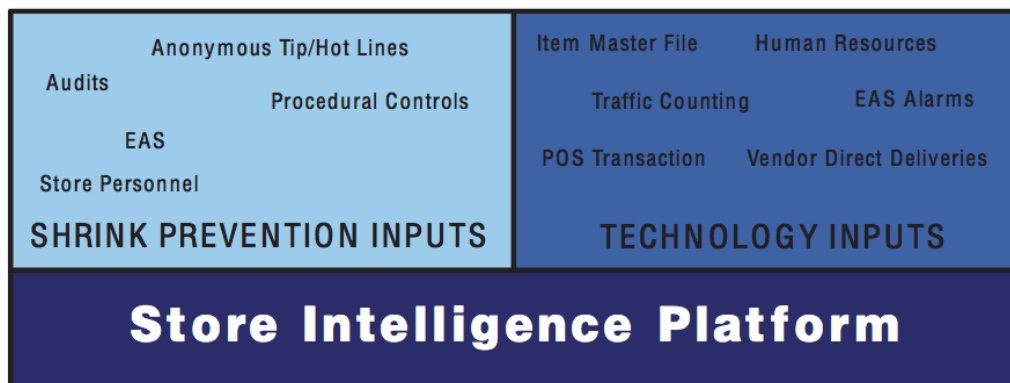 Anonymous Tip/Hot Lines
Audits
Procedural Controls
EAS
Store Personnel
SHRINK PREVENTION INPUTS
Item Master File
Human Resources
Traffic Counting
EAS Alarms
POS Transaction
Vendor Direct Deliveries
TECHNOLOGY INPUTS
Store Intelligence Platform